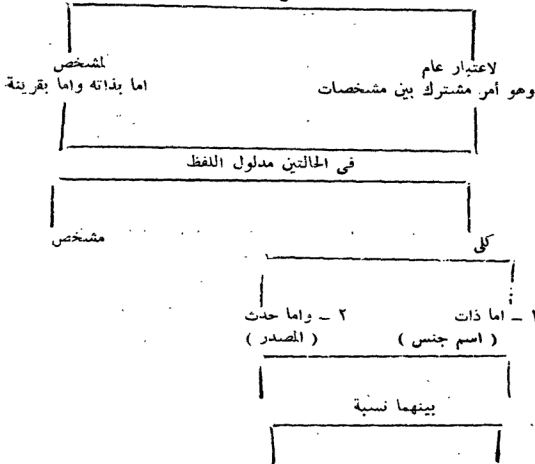 لاعتبار عام
وهو أمر مشترك بين مشخصات
لمشخص
اما بذاته واما بقرينة
فى الحالتين مدلول اللفظ
كلى
مشخص
١ ـ اما ذات
( اسم جنس )
٢ ـ واما حدث
( المصدر )
بينهما نسبة